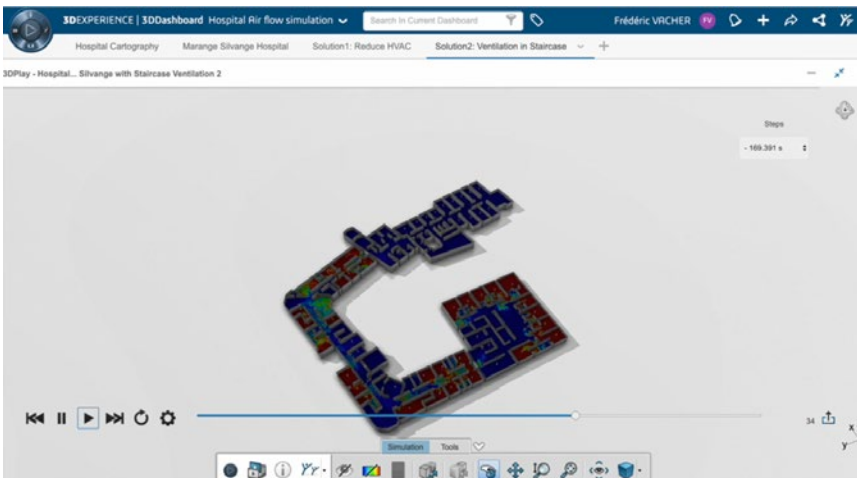 3DEXPERIENCE | 3DDashboard Hospital Air flow simulation
Search In Current Dashboard
Frédéric VACHER FV
Hospital Cartography
Marange Silvange Hospital
Solution1: Reduce HVAC
Solution2: Ventilation in Staircase
3DPlay - Hospital... Silvange with Staircase Ventilation 2
Steps
- 169.391 s
34
x
y
Simulation
Tools